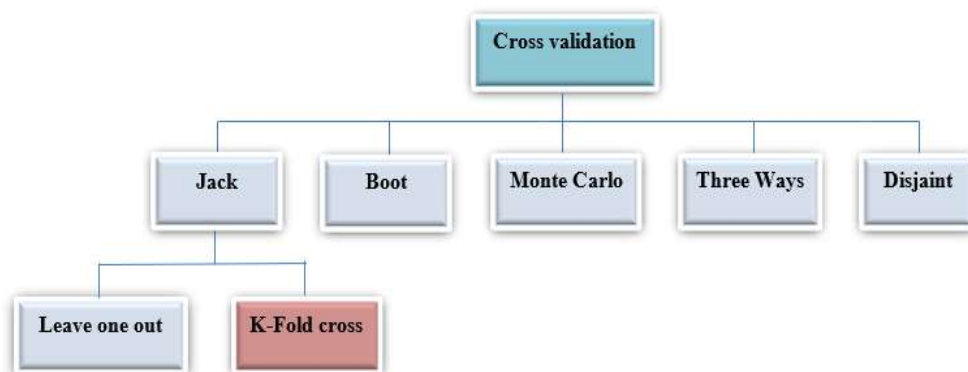 Cross validation
Jack
Boot
Monte Carlo
Three Ways
Disjaint
Leave one out
K-Fold cross